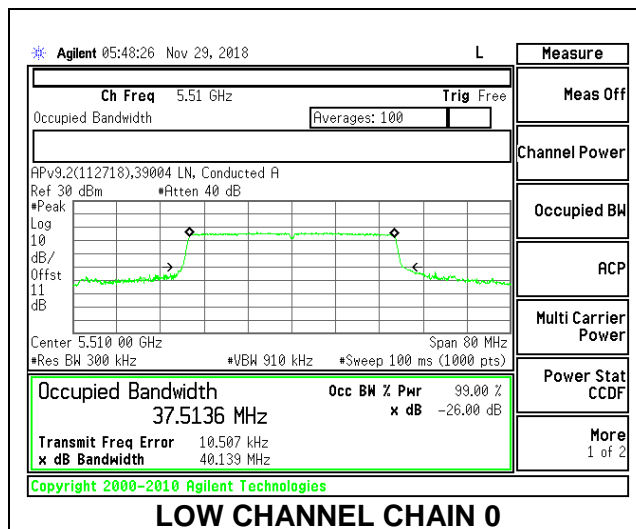 Agilent 05:48:26 Nov 29, 2018 L
Measure
Ch Freq 5.51 GHz Trig Free
Meas Off
Occupied Bandwidth Averages: 100
Channel Power
APv9.2(112718),39004 LN, Conducted A
Ref 30 dBm #Atten 40 dB
#Peak
Log
10
dB/
Offst
11
dB
Occupied BW
ACP
Multi Carrier
Power
Center 5.510 00 GHz Span 80 MHz
#Res BW 300 kHz #VBW 910 kHz #Sweep 100 ms (1000 pts)
Power Stat
CCDF
Occupied Bandwidth Occ BW % Pwr 99.00 %
37.5136 MHz x dB -26.00 dB
Transmit Freq Error 10.507 kHz
x dB Bandwidth 40.139 MHz
More
1 of 2
Copyright 2000-2010 Agilent Technologies
LOW CHANNEL CHAIN 0